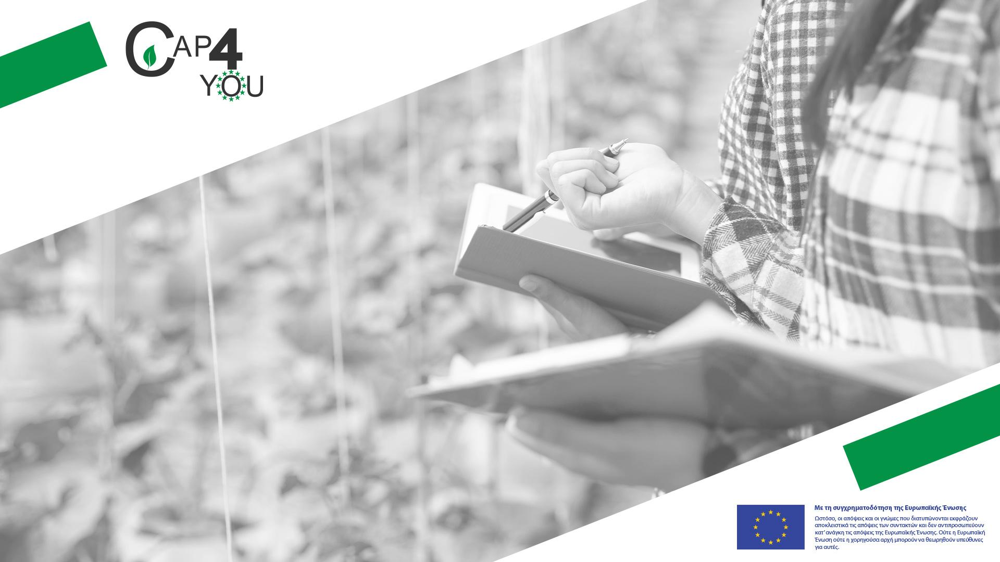 CAP4
YOU
Με τη συγχρηματοδότηση της Ευρωπαϊκής Ένωσης
Ωστόσο, οι απόψεις και οι γνώμες που διατυπώνονται εκφράζουν
αποκλειστικά τις απόψεις των συντακτών και δεν αντιπροσωπεύουν
κατ' ανάγκη τις απόψεις της Ευρωπαϊκής Ένωσης. Ούτε η Ευρωπαϊκή
Ένωση ούτε η χορηγούσα αρχή μπορούν να θεωρηθούν υπεύθυνες
για αυτές.